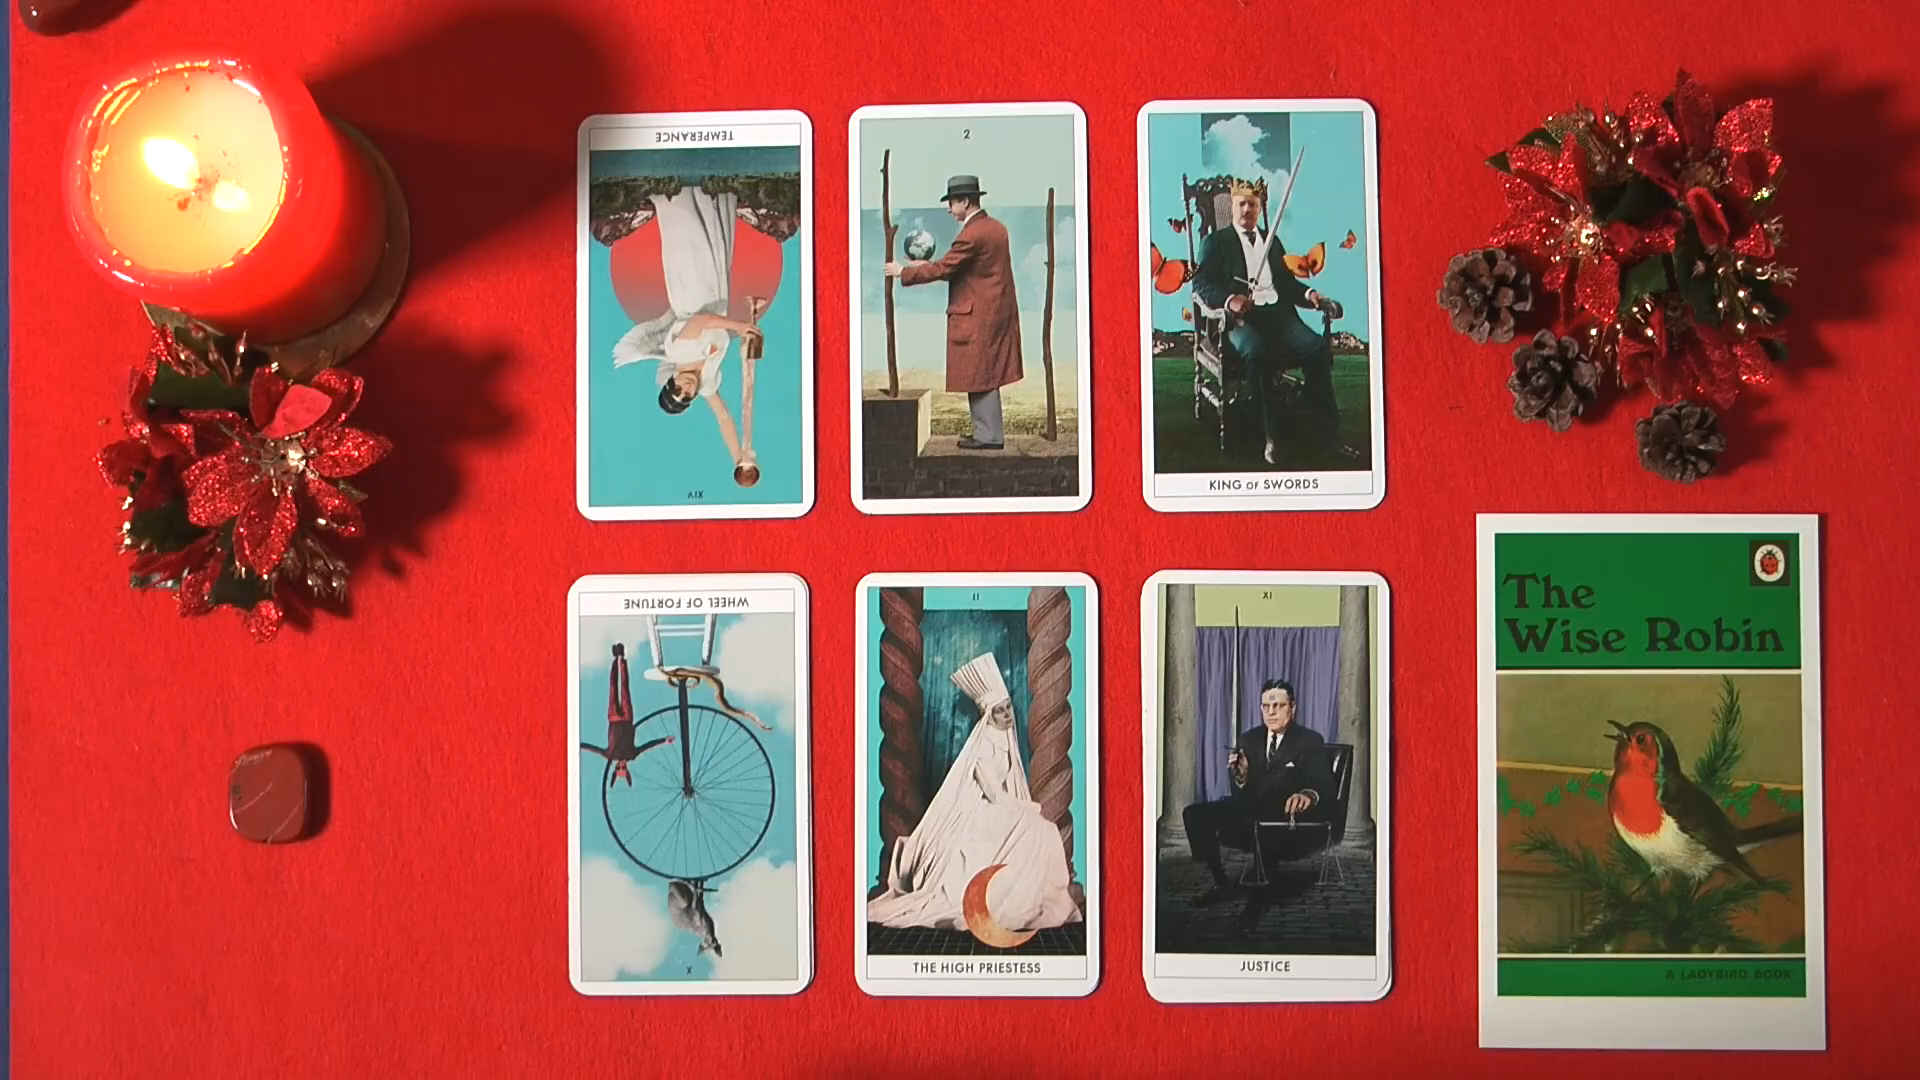 TEMPERANCE
XIV
2
KING OF SWORDS
WHEEL OF FORTUNE
X
II
THE HIGH PRIESTESS
XI
JUSTICE
The
Wise Robin
A LADYBIRD BOOK